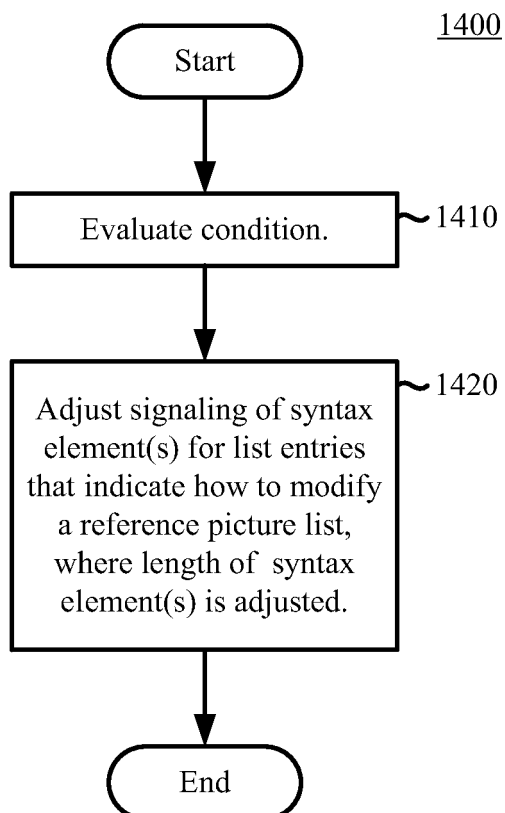 1400
Start
Evaluate condition.
1410
1420
Adjust signaling of syntax
element(s) for list entries
that indicate how to modify
a reference picture list,
where length of syntax
element(s) is adjusted.
End